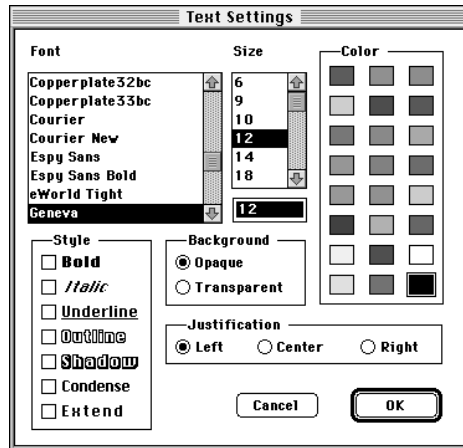 Text Settings
Font
Size
Color
Copperplate32bc
Copperplate33bc
Courier
Courier New
Espy Sans
Espy Sans Bold
eWorld Tight
Geneva
6
9
10
12
14
18
12
Style
Bold
Italic
Underline
Outline
Shadow
Condense
Extend
Background
Opaque
Transparent
Justification
Left
Center
Right
Cancel
OK